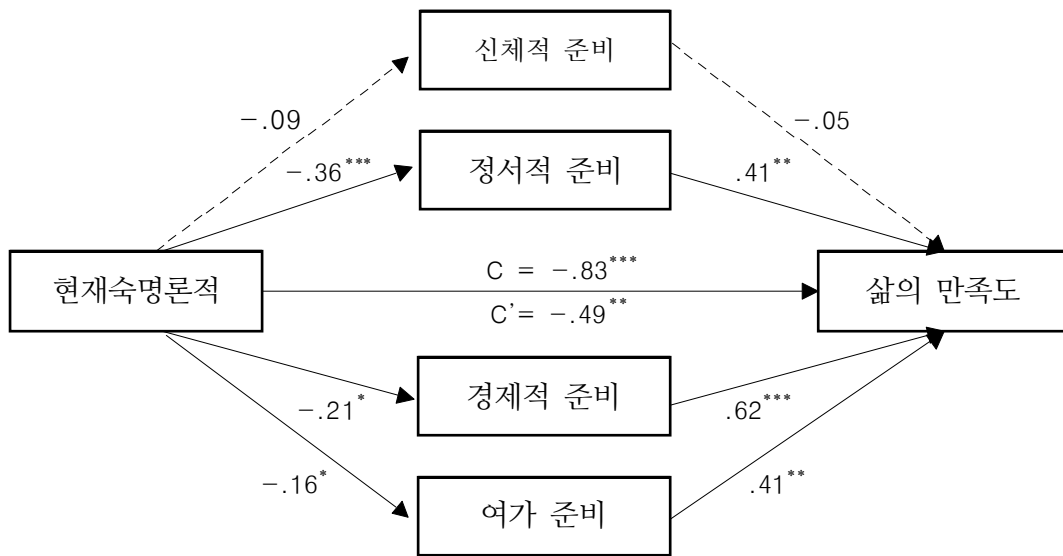 신체적 준비
-.09
-.05
정서적 준비
-.36***
.41**
현재숙명론적
C = -.83***
C'= -.49**
삶의 만족도
경제적 준비
-.21*
.62***
여가 준비
-.16*
.41**